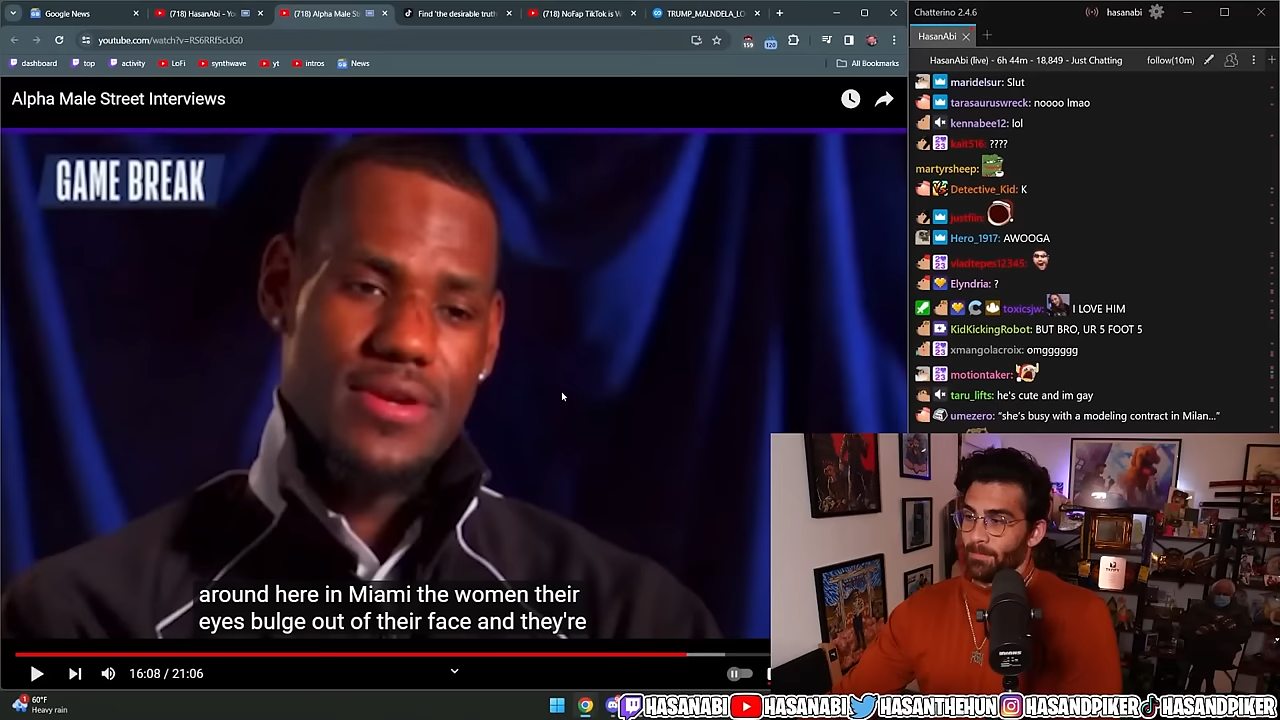 Google News
(718) HasanAbi - Yo
(718) Alpha Male St
Find 'the desirable truth
(718) NoFap TikTok is V
TRUMP_MALNDELA_LO
youtube.com/watch?v=RS6RRf5cUG0
159
120
dashboard
top
activity
LoFi
synthwave
yt
intros
News
All Bookmarks
Alpha Male Street Interviews
GAME BREAK
around here in Miami the women their
eyes bulge out of their face and they're
16:08 / 21:06
60°F
Heavy rain
Chatterino 2.4.6
hasanabi
HasanAbi
HasanAbi (live) - 6h 44m - 18,849 - Just Chatting
follow(10m)
maridelsur: Slut
tarasauruswreck: noooo lmao
kennabee12: lol
kait516: ????
martyrsheep:
Detective_Kid: K
justfiin:
Hero_1917: AWOOGA
vladtepes12345:
Elyndria: ?
toxicsjw: I LOVE HIM
KidKickingRobot: BUT BRO, UR 5 FOOT 5
xmangolacroix: omgggggg
motiontaker:
taru_lifts: he's cute and im gay
umezero: “she's busy with a modeling contract in Milan...”
HASANABI
HASANABI
HASANTHEHUN
HASANDPIKER
HASANDPIKER